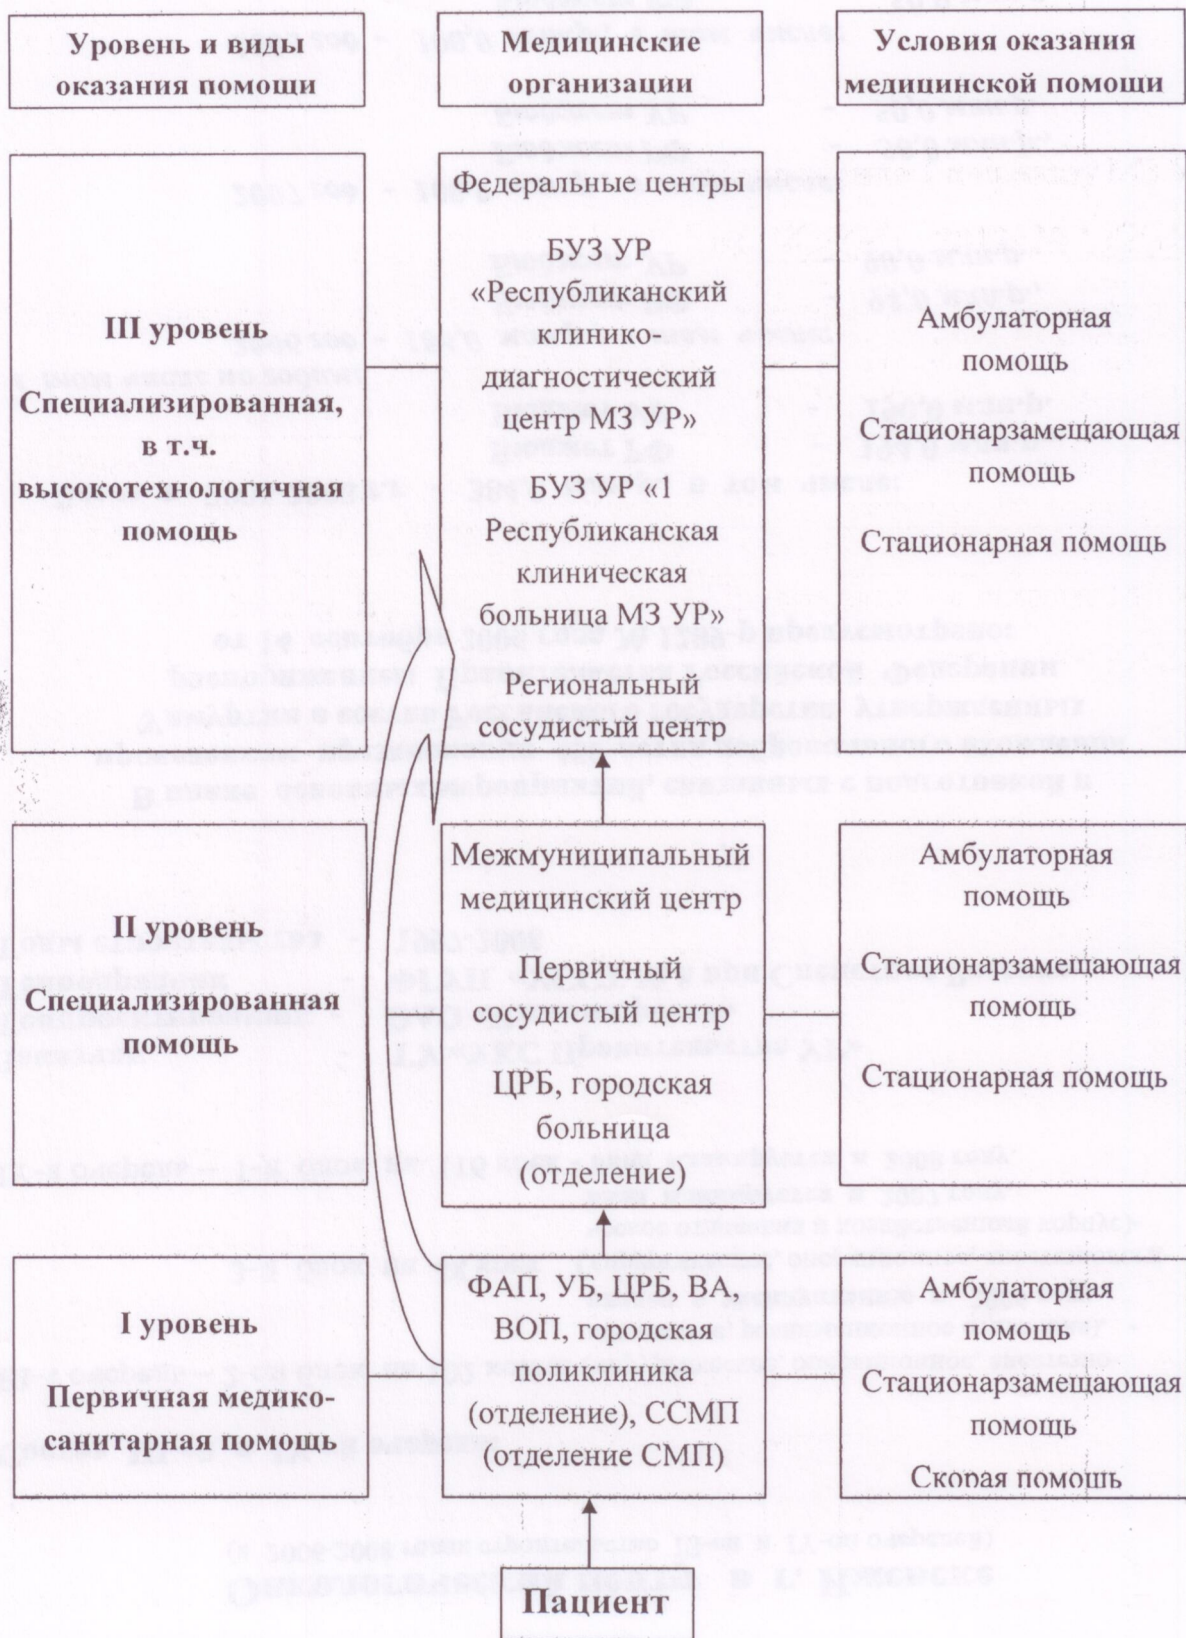 Уровень и виды
оказания помощи
Медицинские
организации
Условия оказания
медицинской помощи
III уровень
Специализированная,
в т.ч.
высокотехнологичная
помощь
Федеральные центры
БУЗ УР
«Республиканский
клинико-
диагностический
центр МЗ УР»
БУЗ УР «1
Республиканская
клиническая
больница МЗ УР»
Региональный
сосудистый центр
Амбулаторная
помощь
Стационарзамещающая
помощь
Стационарная помощь
II уровень
Специализированная
помощь
Межмуниципальный
медицинский центр
Первичный
сосудистый центр
ЦРБ, городская
больница
(отделение)
Амбулаторная
помощь
Стационарзамещающая
помощь
Стационарная помощь
I уровень
Первичная медико-
санитарная помощь
ФАП, УБ, ЦРБ, ВА,
ВОП, городская
поликлиника
(отделение), ССМП
(отделение СМП)
Амбулаторная
помощь
Стационарзамещающая
помощь
Скорая помощь
Пациент